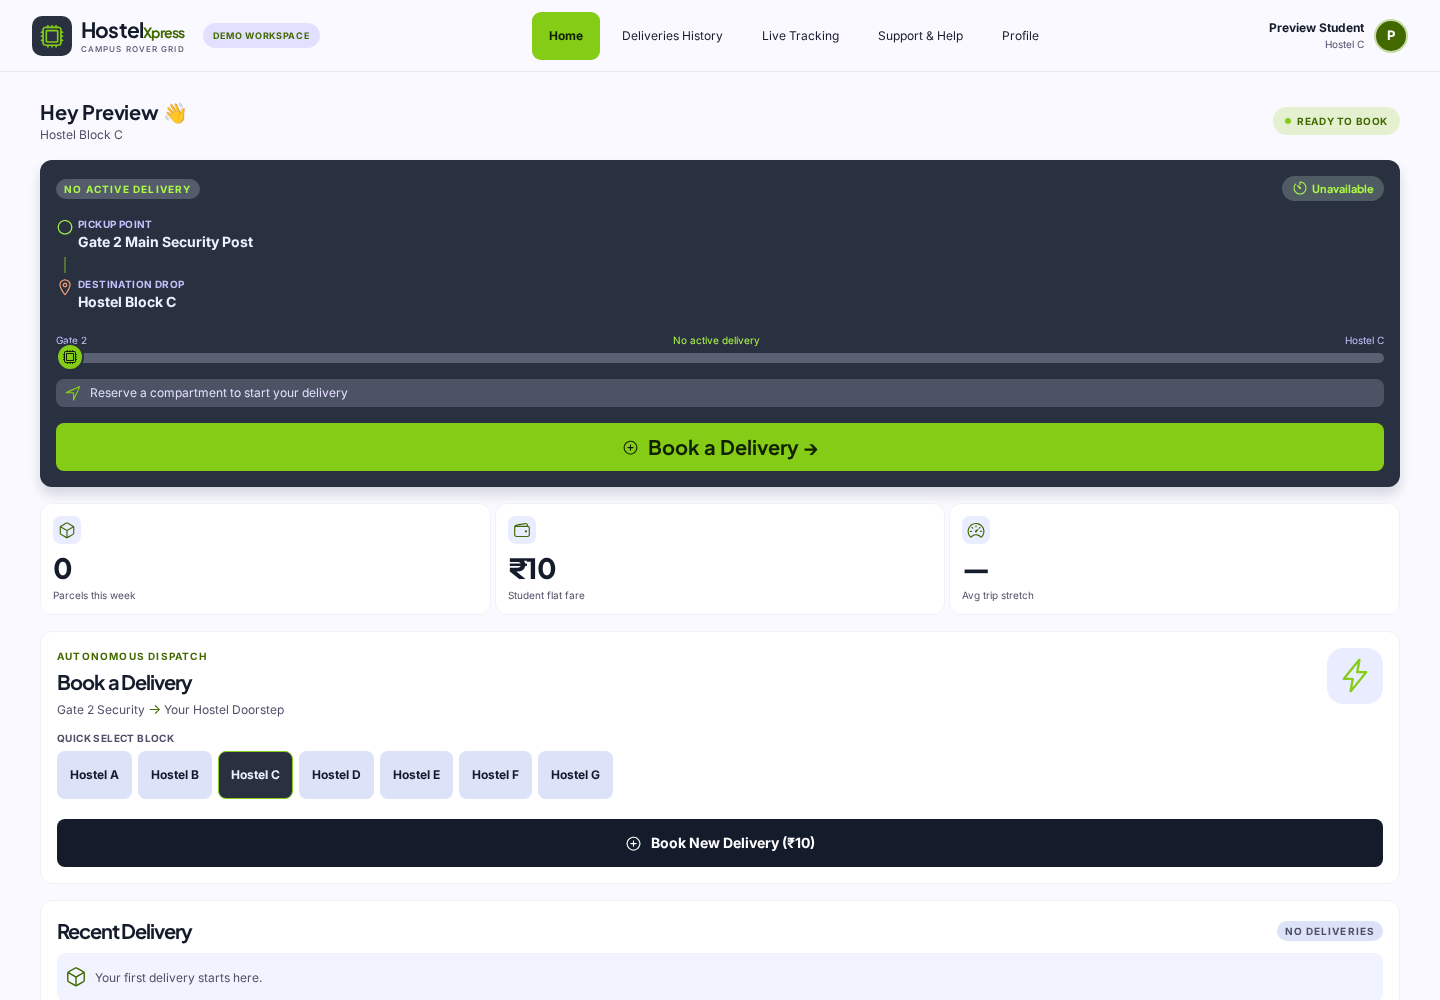 HostelXpress
CAMPUS ROVER GRID
DEMO WORKSPACE
Home
Deliveries History
Live Tracking
Support & Help
Profile
Preview Student
Hostel C
P
Hey Preview 👋
Hostel Block C
READY TO BOOK
NO ACTIVE DELIVERY
Unavailable
PICKUP POINT
Gate 2 Main Security Post
DESTINATION DROP
Hostel Block C
Gate 2
No active delivery
Hostel C
Reserve a compartment to start your delivery
Book a Delivery →
0
Parcels this week
₹10
Student flat fare
—
Avg trip stretch
AUTONOMOUS DISPATCH
Book a Delivery
Gate 2 Security → Your Hostel Doorstep
QUICK SELECT BLOCK
Hostel A
Hostel B
Hostel C
Hostel D
Hostel E
Hostel F
Hostel G
Book New Delivery (₹10)
Recent Delivery
NO DELIVERIES
Your first delivery starts here.